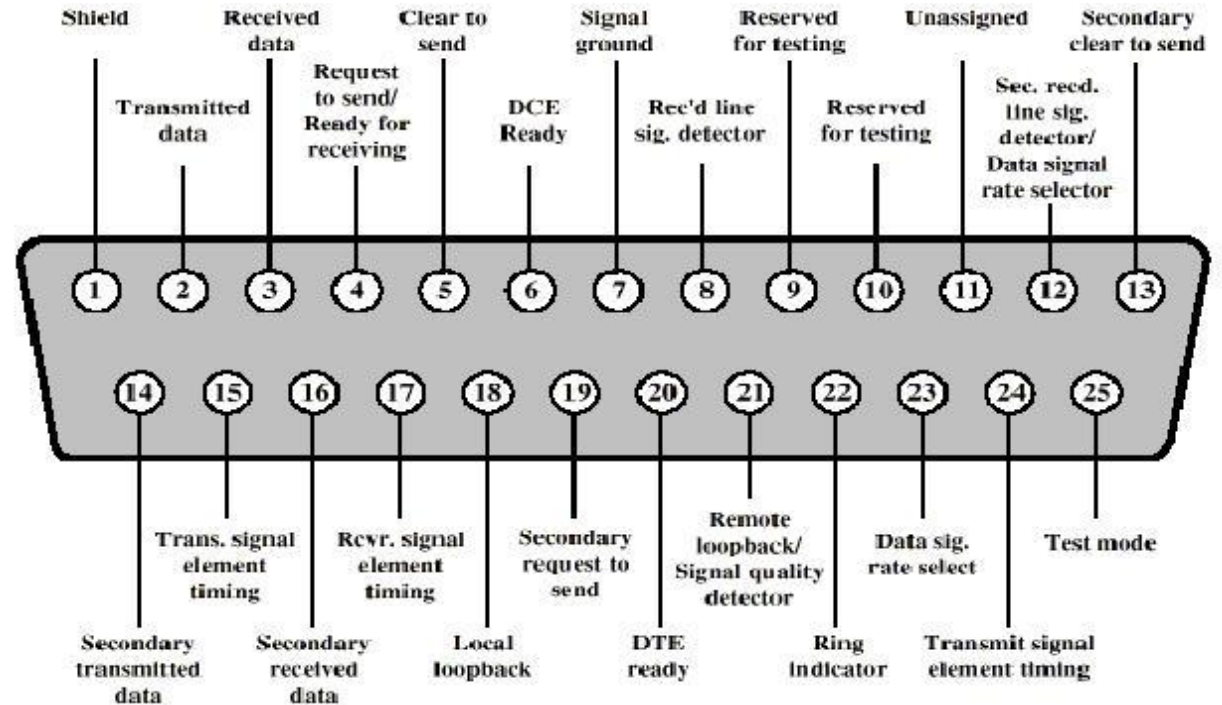 Shield
Received
data
Clear to
send
Signal
ground
Reserved
for testing
Unassigned
Secondary
clear to send
Transmitted
data
Request
to send/
Ready for
receiving
DCE
Ready
Rec'd line
sig. detector
Reserved
for testing
Sec. recd.
line sig.
detector/
Data signal
rate selector
1 2 3 4 5 6 7 8 9 10 11 12 13
14 15 16 17 18 19 20 21 22 23 24 25
Trans. signal
element
timing
Rcvr. signal
element
timing
Secondary
request to
send
Remote
loopback/
Signal quality
detector
Data sig.
rate select
Test mode
Secondary
transmitted
data
Secondary
received
data
Local
loopback
DTE
ready
Ring
indicator
Transmit signal
element timing